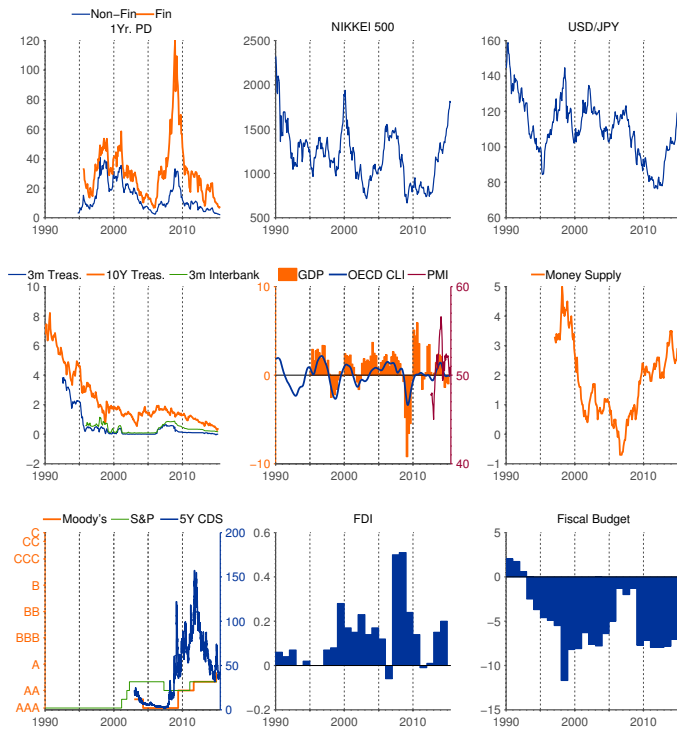 Non-Fin Fin
1Yr. PD
120
100
80
60
40
20
0
1990 2000 2010
NIKKEI 500
2500
2100
1700
1300
900
500
1990 2000 2010
USD/JPY
160
140
120
100
80
60
1990 2000 2010
3m Treas. 10Y Treas. 3m Interbank
10
8
6
4
2
0
−2
1990 2000 2010
GDP OECD CLI PMI
10 60
0 50
−10 40
1990 2000 2010
Money Supply
5
4
3
2
1
0
−1
1990 2000 2010
Moody's S&P 5Y CDS
C 200
CC
CCC
150
B
BB 100
BBB
A 50
AA
AAA 0
1990 2000 2010
FDI
0.6
0.4
0.2
0
−0.2
1990 2000 2010
Fiscal Budget
5
0
−5
−10
−15
1990 2000 2010